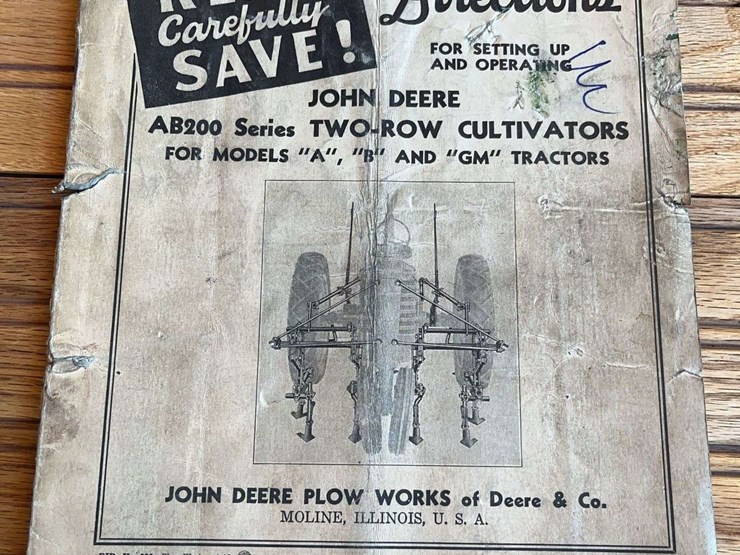 Carefully
SAVE!
Directions
FOR SETTING UP
AND OPERATING
JOHN DEERE
AB200 Series TWO-ROW CULTIVATORS
FOR MODELS "A", "B" AND "GM" TRACTORS
JOHN DEERE PLOW WORKS of Deere & Co.
MOLINE, ILLINOIS, U. S. A.